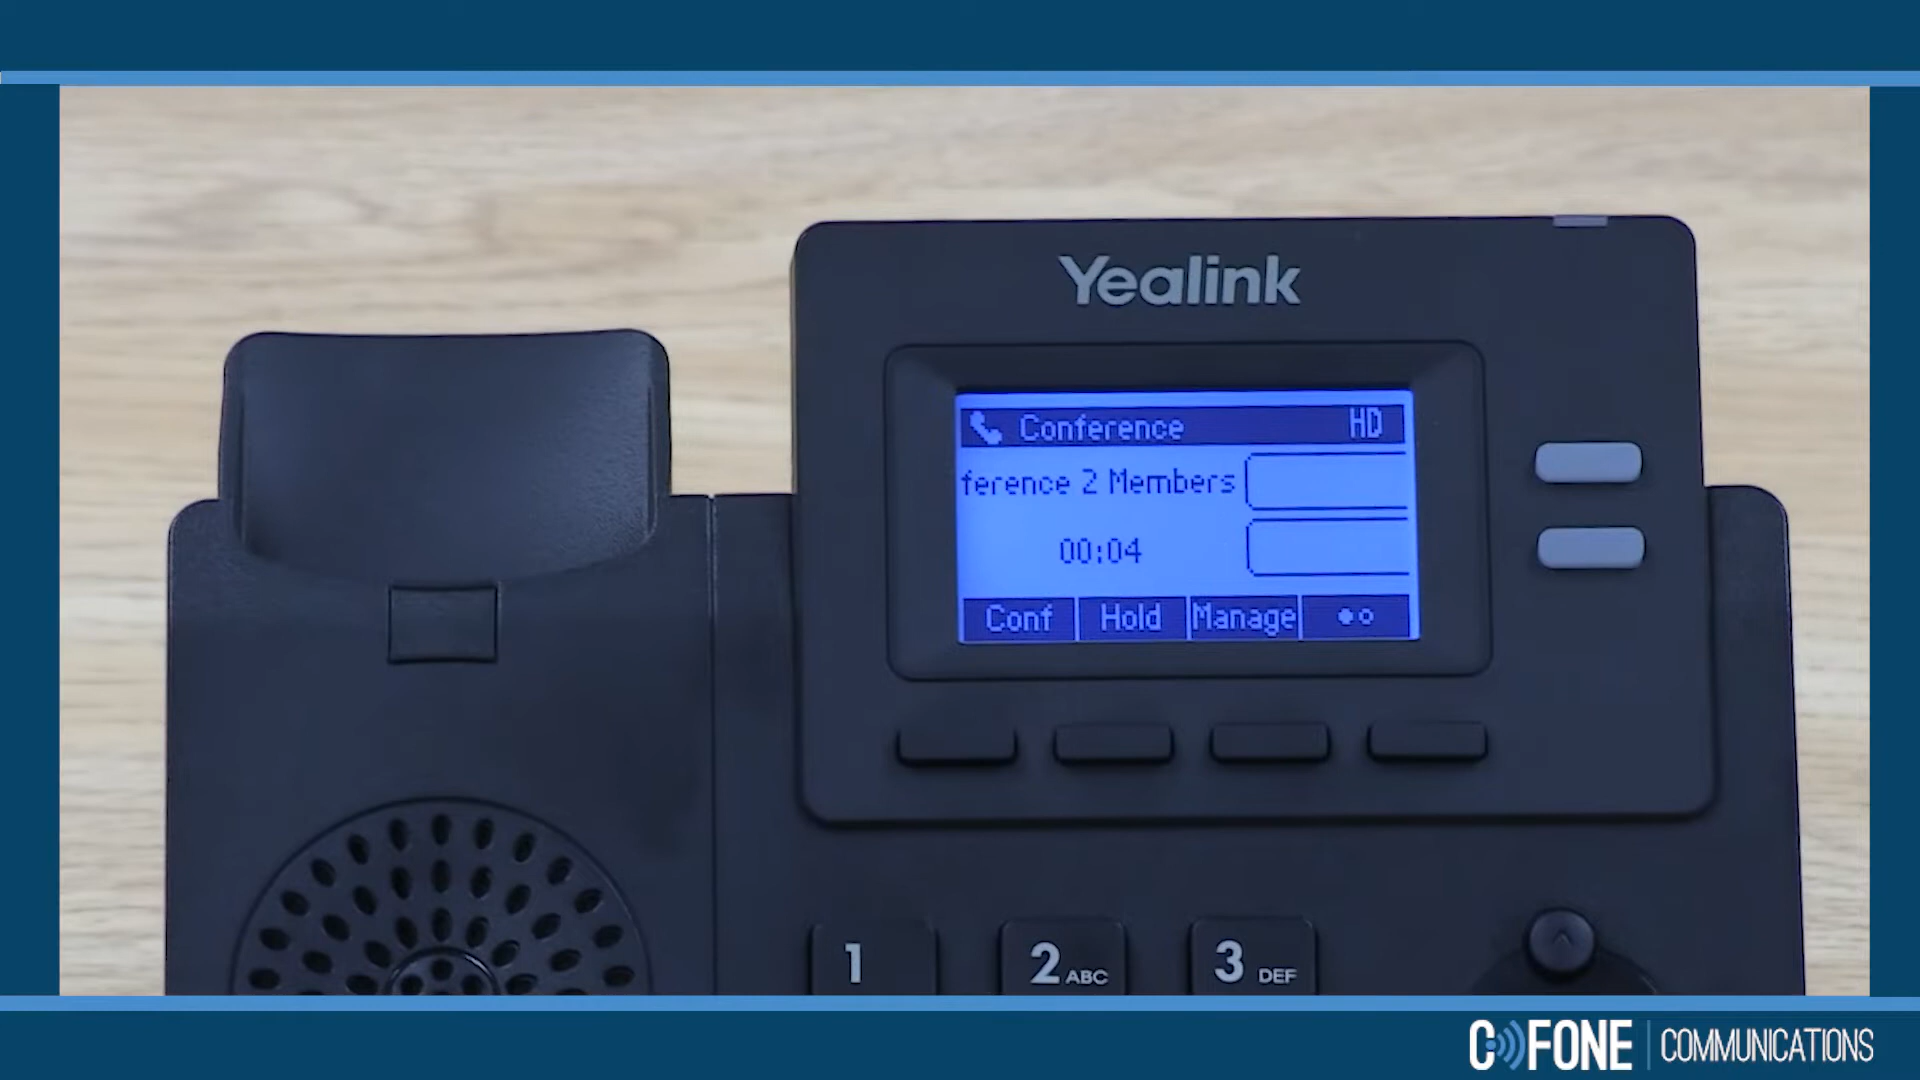 Yealink
Conference HD
ference 2 Members
00:04
Conf Hold Manage
1 2 ABC 3 DEF
C FONE COMMUNICATIONS